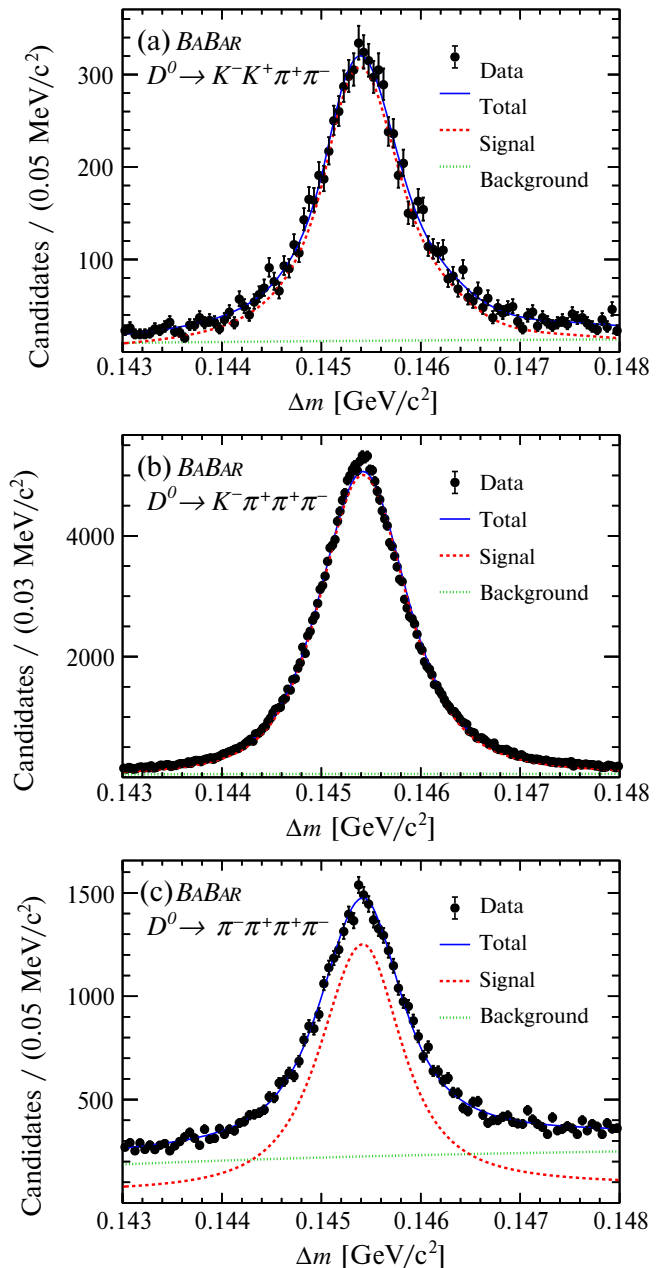 (a) BABAR
D⁰→ K⁻K⁺π⁺π⁻
Data
Total
Signal
Background
300
200
100
0
Candidates / (0.05 MeV/c²)
0.143 0.144 0.145 0.146 0.147 0.148
Δm [GeV/c²]
(b) BABAR
D⁰→ K⁻π⁺π⁺π⁻
Data
Total
Signal
Background
4000
2000
0
Candidates / (0.03 MeV/c²)
0.143 0.144 0.145 0.146 0.147 0.148
Δm [GeV/c²]
(c) BABAR
D⁰→ π⁻π⁺π⁺π⁻
Data
Total
Signal
Background
1500
1000
500
0
Candidates / (0.05 MeV/c²)
0.143 0.144 0.145 0.146 0.147 0.148
Δm [GeV/c²]